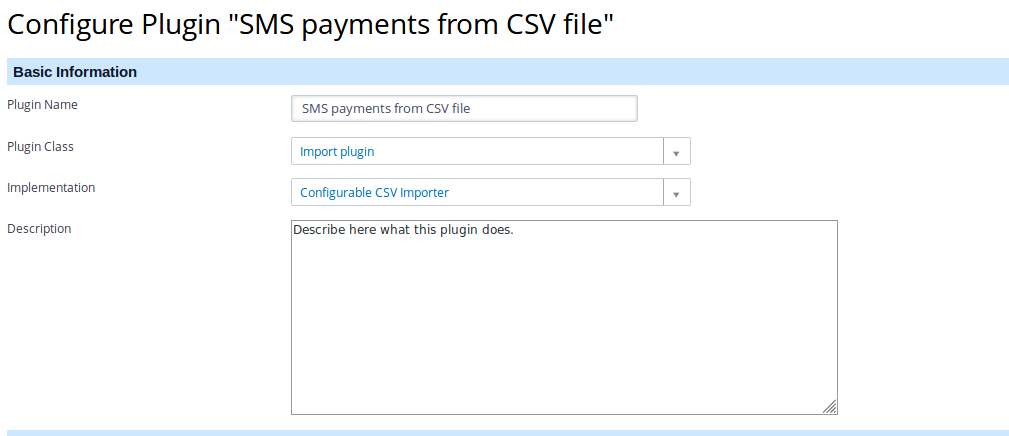 Configure Plugin "SMS payments from CSV file"
Basic Information
Plugin Name
SMS payments from CSV file
Plugin Class
Import plugin
Implementation
Configurable CSV Importer
Description
Describe here what this plugin does.